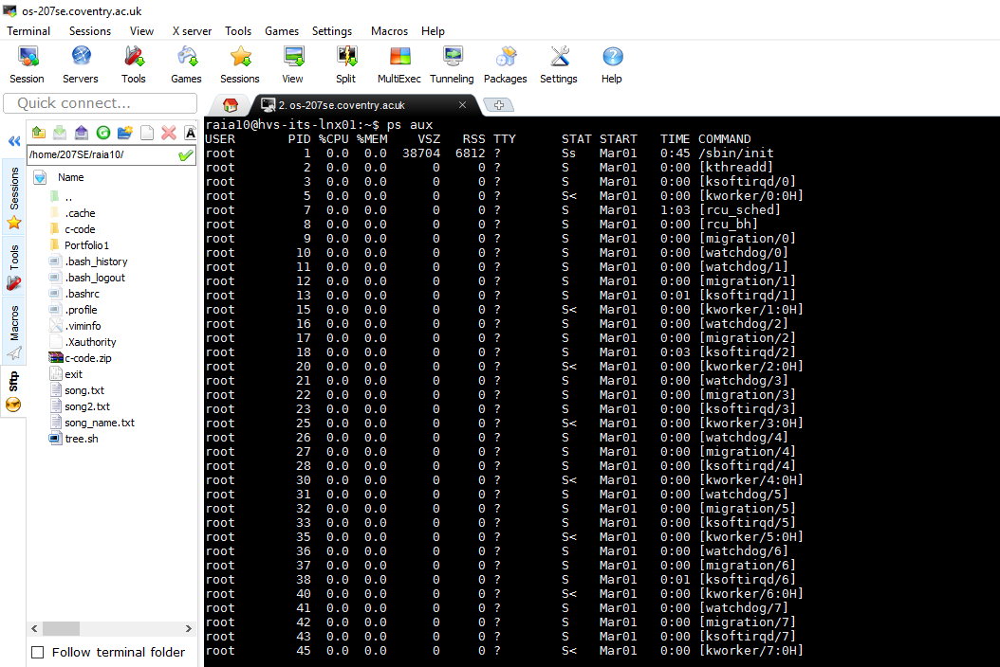 os-207se.coventry.ac.uk
Terminal Sessions View X server Tools Games Settings Macros Help
Session Servers Tools Games Sessions View Split MultiExec Tunneling Packages Settings Help
Quick connect...
2. os-207se.coventry.ac.uk
/home/207SE/raia10/
Name
..
.cache
c-code
Portfolio1
.bash_history
.bash_logout
.bashrc
.profile
.viminfo
.Xauthority
c-code.zip
exit
song.txt
song2.txt
song_name.txt
tree.sh
Follow terminal folder
Sessions
Tools
Macros
Sftp
A
raia10@hvs-its-lnx01:~$ ps aux
USER PID %CPU %MEM VSZ RSS TTY STAT START TIME COMMAND
root 1 0.0 0.0 38704 6812 ? Ss Mar01 0:45 /sbin/init
root 2 0.0 0.0 0 0 ? S Mar01 0:00 [kthreadd]
root 3 0.0 0.0 0 0 ? S Mar01 0:00 [ksoftirqd/0]
root 5 0.0 0.0 0 0 ? S< Mar01 0:00 [kworker/0:0H]
root 7 0.0 0.0 0 0 ? S Mar01 1:03 [rcu_sched]
root 8 0.0 0.0 0 0 ? S Mar01 0:00 [rcu_bh]
root 9 0.0 0.0 0 0 ? S Mar01 0:00 [migration/0]
root 10 0.0 0.0 0 0 ? S Mar01 0:00 [watchdog/0]
root 11 0.0 0.0 0 0 ? S Mar01 0:00 [watchdog/1]
root 12 0.0 0.0 0 0 ? S Mar01 0:00 [migration/1]
root 13 0.0 0.0 0 0 ? S Mar01 0:01 [ksoftirqd/1]
root 15 0.0 0.0 0 0 ? S< Mar01 0:00 [kworker/1:0H]
root 16 0.0 0.0 0 0 ? S Mar01 0:00 [watchdog/2]
root 17 0.0 0.0 0 0 ? S Mar01 0:00 [migration/2]
root 18 0.0 0.0 0 0 ? S Mar01 0:03 [ksoftirqd/2]
root 20 0.0 0.0 0 0 ? S< Mar01 0:00 [kworker/2:0H]
root 21 0.0 0.0 0 0 ? S Mar01 0:00 [watchdog/3]
root 22 0.0 0.0 0 0 ? S Mar01 0:00 [migration/3]
root 23 0.0 0.0 0 0 ? S Mar01 0:00 [ksoftirqd/3]
root 25 0.0 0.0 0 0 ? S< Mar01 0:00 [kworker/3:0H]
root 26 0.0 0.0 0 0 ? S Mar01 0:00 [watchdog/4]
root 27 0.0 0.0 0 0 ? S Mar01 0:00 [migration/4]
root 28 0.0 0.0 0 0 ? S Mar01 0:00 [ksoftirqd/4]
root 30 0.0 0.0 0 0 ? S< Mar01 0:00 [kworker/4:0H]
root 31 0.0 0.0 0 0 ? S Mar01 0:00 [watchdog/5]
root 32 0.0 0.0 0 0 ? S Mar01 0:00 [migration/5]
root 33 0.0 0.0 0 0 ? S Mar01 0:00 [ksoftirqd/5]
root 35 0.0 0.0 0 0 ? S< Mar01 0:00 [kworker/5:0H]
root 36 0.0 0.0 0 0 ? S Mar01 0:00 [watchdog/6]
root 37 0.0 0.0 0 0 ? S Mar01 0:00 [migration/6]
root 38 0.0 0.0 0 0 ? S Mar01 0:01 [ksoftirqd/6]
root 40 0.0 0.0 0 0 ? S< Mar01 0:00 [kworker/6:0H]
root 41 0.0 0.0 0 0 ? S Mar01 0:00 [watchdog/7]
root 42 0.0 0.0 0 0 ? S Mar01 0:00 [migration/7]
root 43 0.0 0.0 0 0 ? S Mar01 0:00 [ksoftirqd/7]
root 45 0.0 0.0 0 0 ? S< Mar01 0:00 [kworker/7:0H]